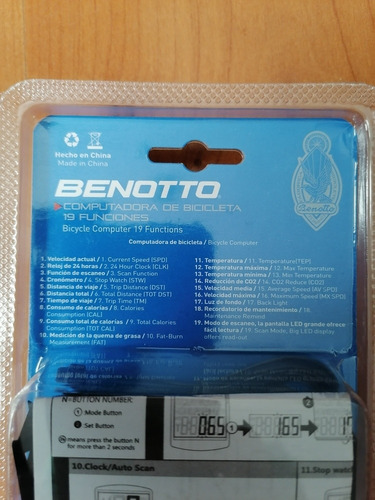 Hecho en China
Made in China
BENOTTO
COMPUTADORA DE BICICLETA
19 FUNCIONES
Bicycle Computer 19 Functions
Benotto
Computadora de bicicleta / Bicycle Computer
1. Velocidad actual / 1. Current Speed (SPD)
2. Reloj de 24 horas / 2. 24 Hour Clock (CLK)
3. Función de escaneo / 3. Scan Function
4. Cronómetro / 4. Stop Watch (STW)
5. Distancia de viaje / 5. Trip Distance (DST)
6. Distancia total / 6. Total Distance (TOT DST)
7. Tiempo de viaje / 7. Trip Time (TM)
8. Consumo de calorías / 8. Calories
Consumption (CAL)
9. Consumo total de calorías / 9. Total Calories
Consumption (TOT CAL)
10. Medición de la quema de grasa / 10. Fat-Burn
Measurement (FAT)
11. Temperatura / 11. Temperature(TEP)
12. Temperatura máxima / 12. Max Temperature
13. Temperatura mínima / 13. Min Temperature
14. Reducción de CO2 / 14. CO2 Reduce (CO2)
15. Velocidad media / 15. Average Speed (AV SPD)
16. Velocidad máxima / 16. Maximum Speed (MX SPD)
17. Luz de fondo / 17. Back Light
18. Recordatorio de mantenimiento / 18.
Maintenance Remind
19. Modo de escaneo, la pantalla LED grande ofrece
fácil lectura / 19. Scan Mode, Big LED display
offers read-out
N=BUTTON NUMBER:
1 Mode Button
2 Set Button
N means press the button N
for more than 2 seconds
065
1
165
10.Clock/Auto Scan
11.Stop watch